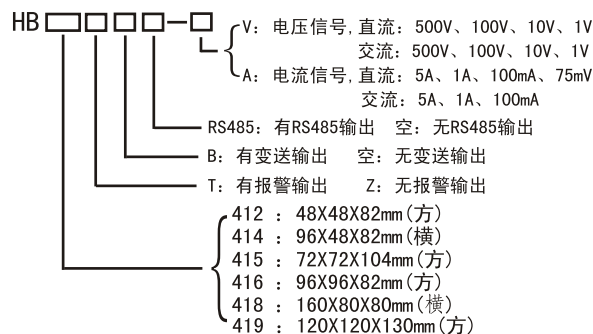 HB□□□□-□
V: 电压信号,直流: 500V、100V、10V、1V
交流: 500V、100V、10V、1V
A: 电流信号,直流: 5A、1A、100mA、75mV
交流: 5A、1A、100mA
RS485: 有RS485输出 空: 无RS485输出
B: 有变送输出 空: 无变送输出
T: 有报警输出 Z: 无报警输出
412 : 48X48X82mm(方)
414 : 96X48X82mm(横)
415 : 72X72X104mm(方)
416 : 96X96X82mm(方)
418 : 160X80X80mm(横)
419 : 120X120X130mm(方)